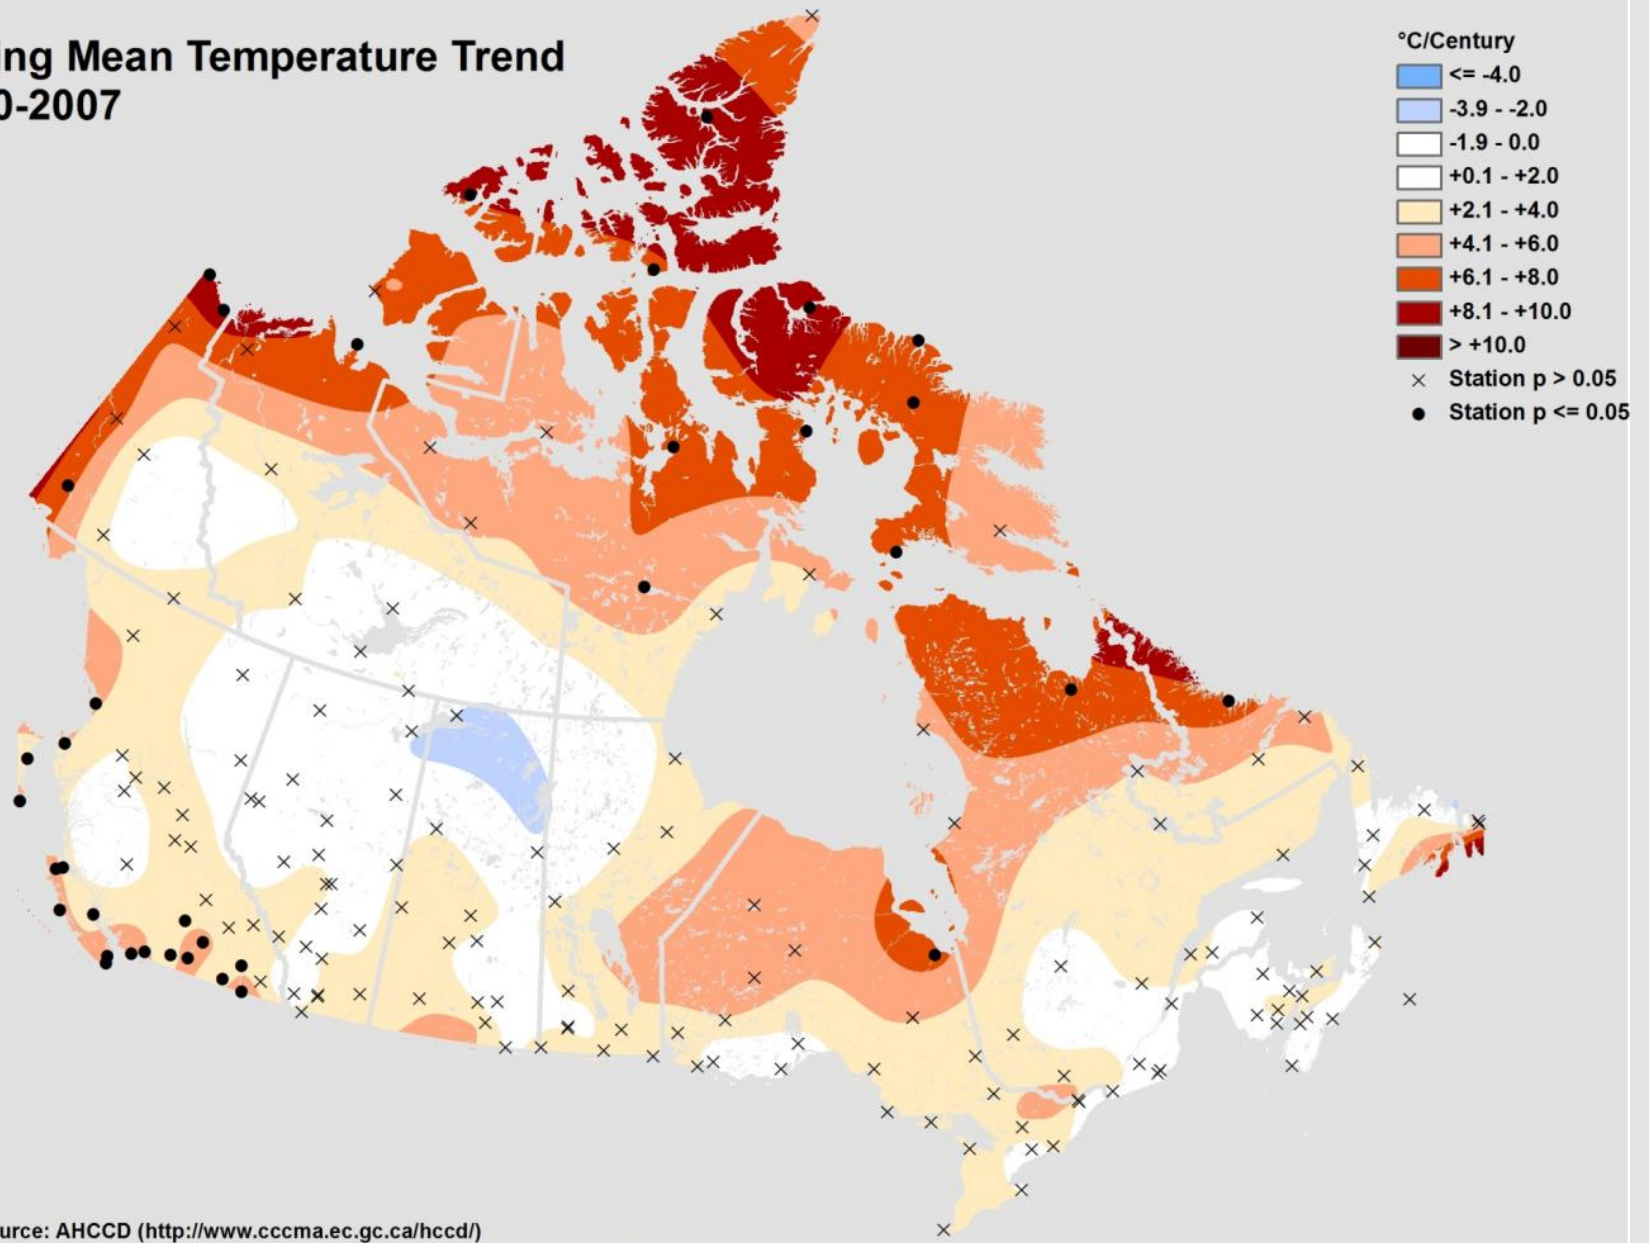 ing Mean Temperature Trend
0-2007
°C/Century
<= -4.0
-3.9 - -2.0
-1.9 - 0.0
+0.1 - +2.0
+2.1 - +4.0
+4.1 - +6.0
+6.1 - +8.0
+8.1 - +10.0
> +10.0
Station p > 0.05
Station p <= 0.05
urce: AHCCD (http://www.cccma.ec.gc.ca/hccd/)